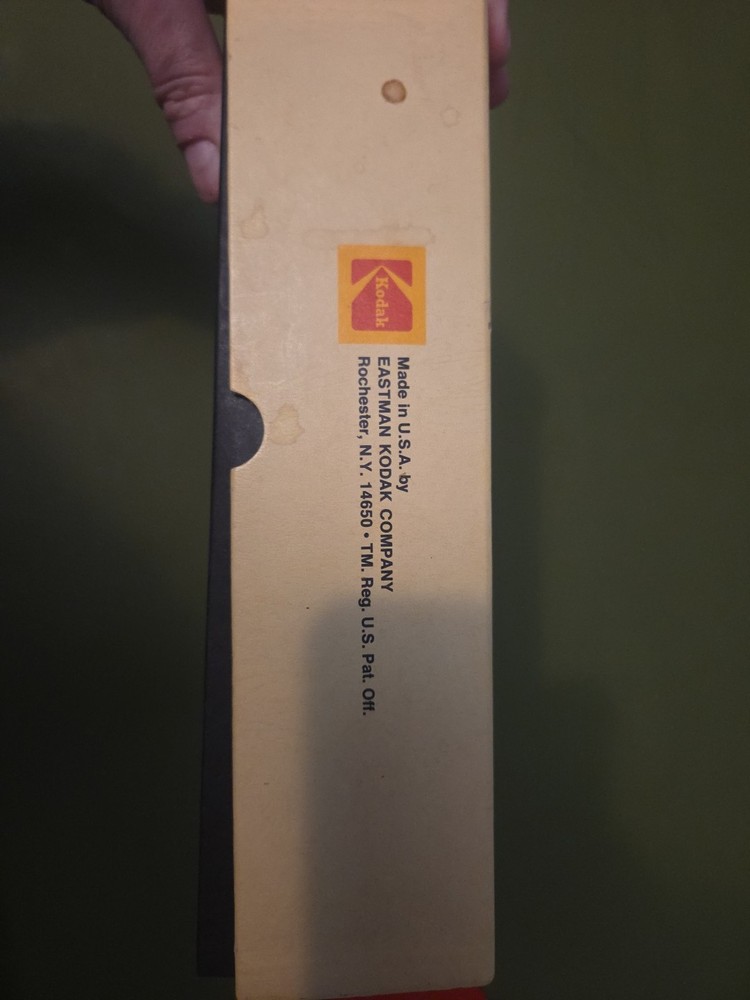 Kodak
Made in U.S.A. by
EASTMAN KODAK COMPANY
Rochester, N.Y. 14650 • TM. Reg. U.S. Pat. Off.